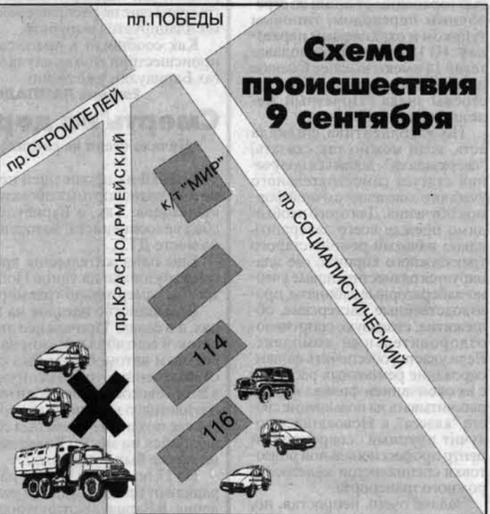 пл.ПОБЕДЫ
Схема
происшествия
9 сентября
пр.СТРОИТЕЛЕЙ
пр.КРАСНОАРМЕЙСКИЙ
к/т "МИР"
пр.СОЦИАЛИСТИЧЕСКИЙ
114
116